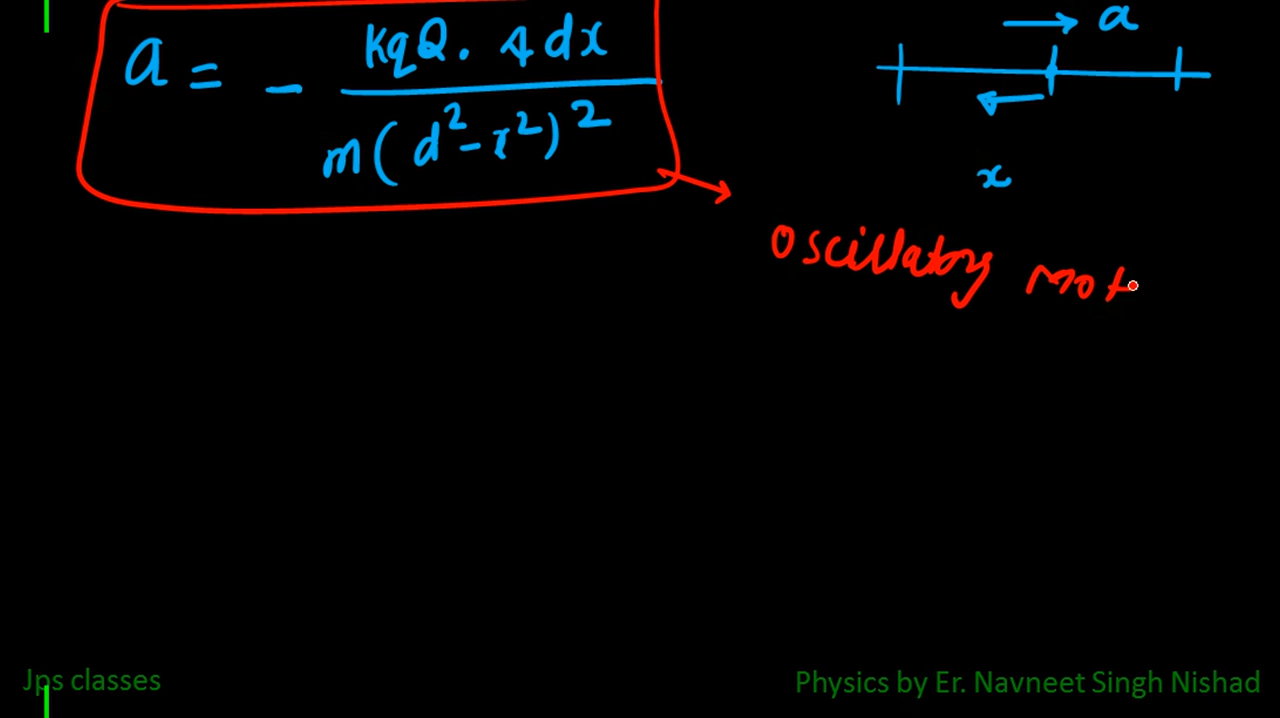 a = - KqQ. 4dx / m(d²-x²)²
a
x
Oscillatory mot
Jps classes
Physics by Er. Navneet Singh Nishad